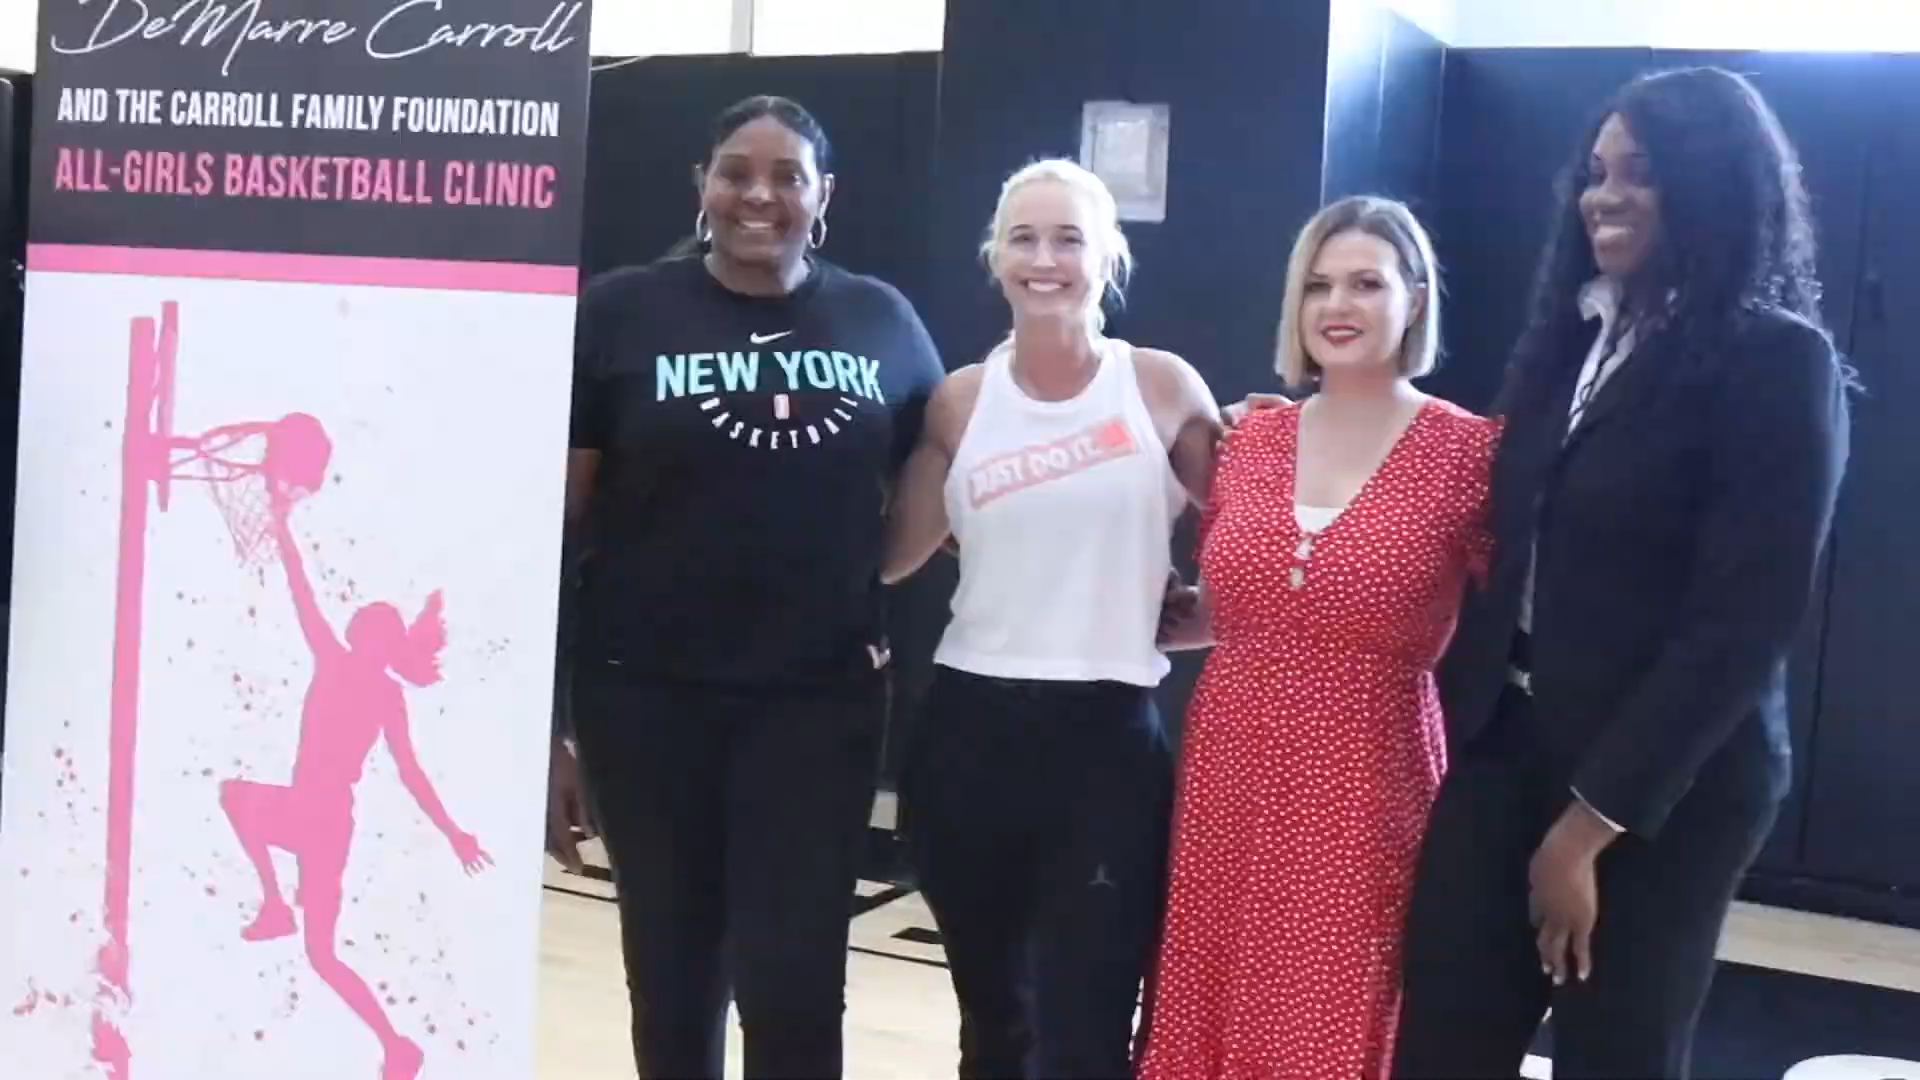 DeMarre Carroll
AND THE CARROLL FAMILY FOUNDATION
ALL-GIRLS BASKETBALL CLINIC
NEW YORK
BASKETBALL
JUST DO IT.